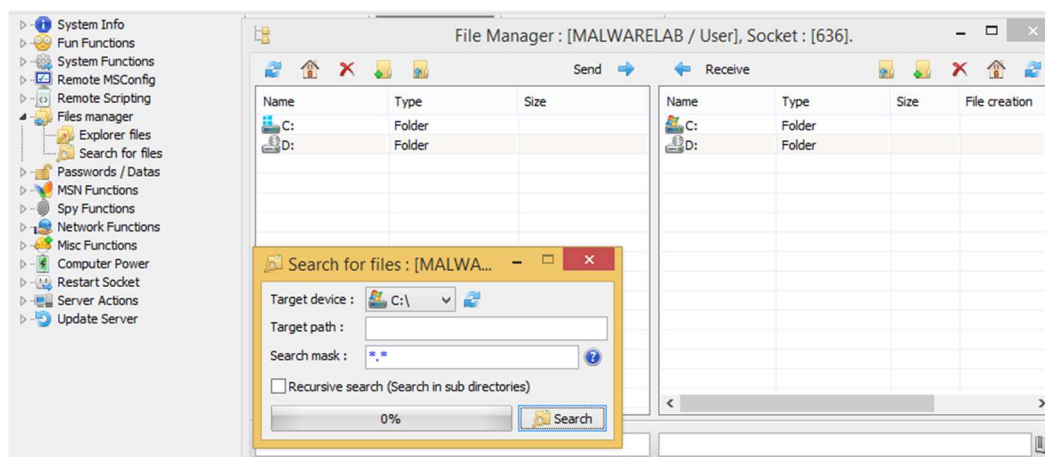 System Info
Fun Functions
System Functions
Remote MSConfig
Remote Scripting
Files manager
Explorer files
Search for files
Passwords / Datas
MSN Functions
Spy Functions
Network Functions
Misc Functions
Computer Power
Restart Socket
Server Actions
Update Server
File Manager : [MALWARELAB / User], Socket : [636].
Send
Receive
Name Type Size
C: Folder
D: Folder
Name Type Size File creation
C: Folder
D: Folder
Search for files : [MALWA...
Target device : C:\
Target path :
Search mask : *.*
Recursive search (Search in sub directories)
0% Search